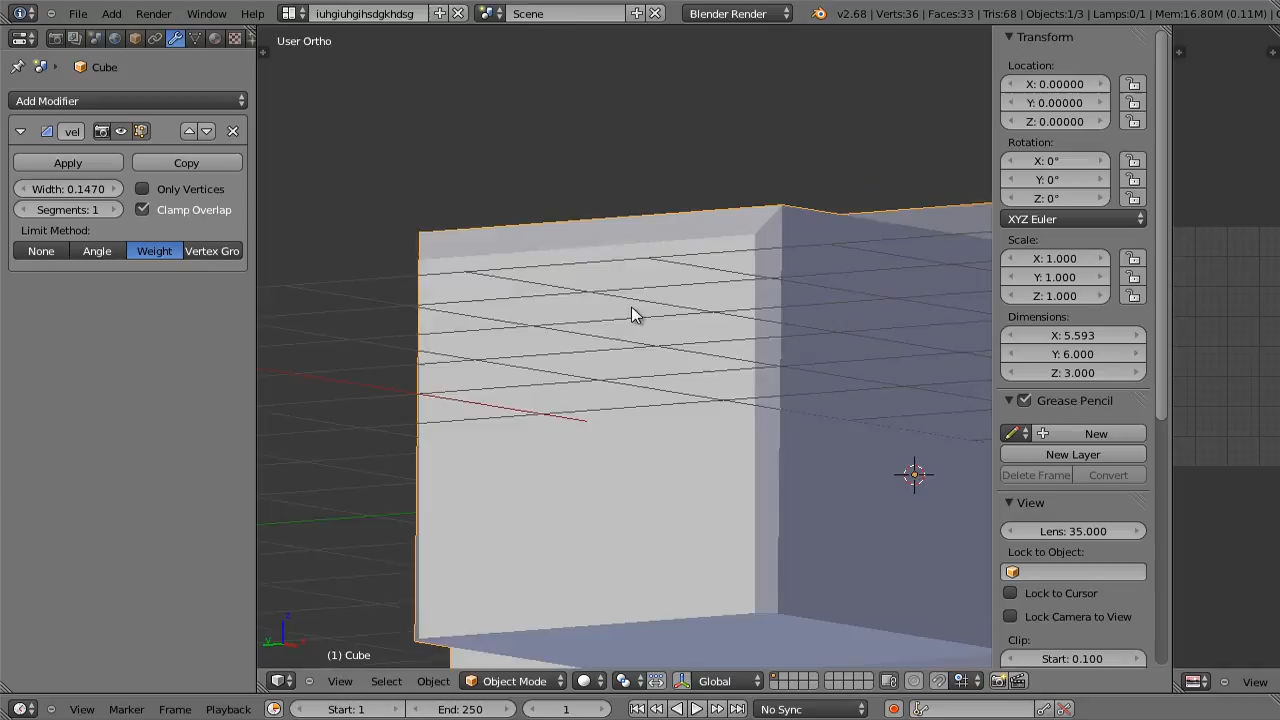 File Add Render Window Help iuhgiuhgihsdgkhdsg Scene Blender Render v2.68 | Verts:36 | Faces:33 | Tris:68 | Objects:1/3 | Lamps:0/1 | Mem:16.80M (0.11M) |
User Ortho
Transform
Cube
Location:
X: 0.00000
Add Modifier
Y: 0.00000
Z: 0.00000
vel
Rotation:
Apply Copy
X: 0°
Y: 0°
Width: 0.1470 Only Vertices
Z: 0°
Segments: 1 Clamp Overlap
XYZ Euler
Limit Method:
Scale:
None Angle Weight Vertex Gro
X: 1.000
Y: 1.000
Z: 1.000
Dimensions:
X: 5.593
Y: 6.000
Z: 3.000
Grease Pencil
New
New Layer
Delete Frame Convert
View
Lens: 35.000
Lock to Object:
Lock to Cursor
Lock Camera to View
Clip:
Start: 0.100
z
y x
(1) Cube
View Select Object Object Mode Global View
View Marker Frame Playback Start: 1 End: 250 1 No Sync